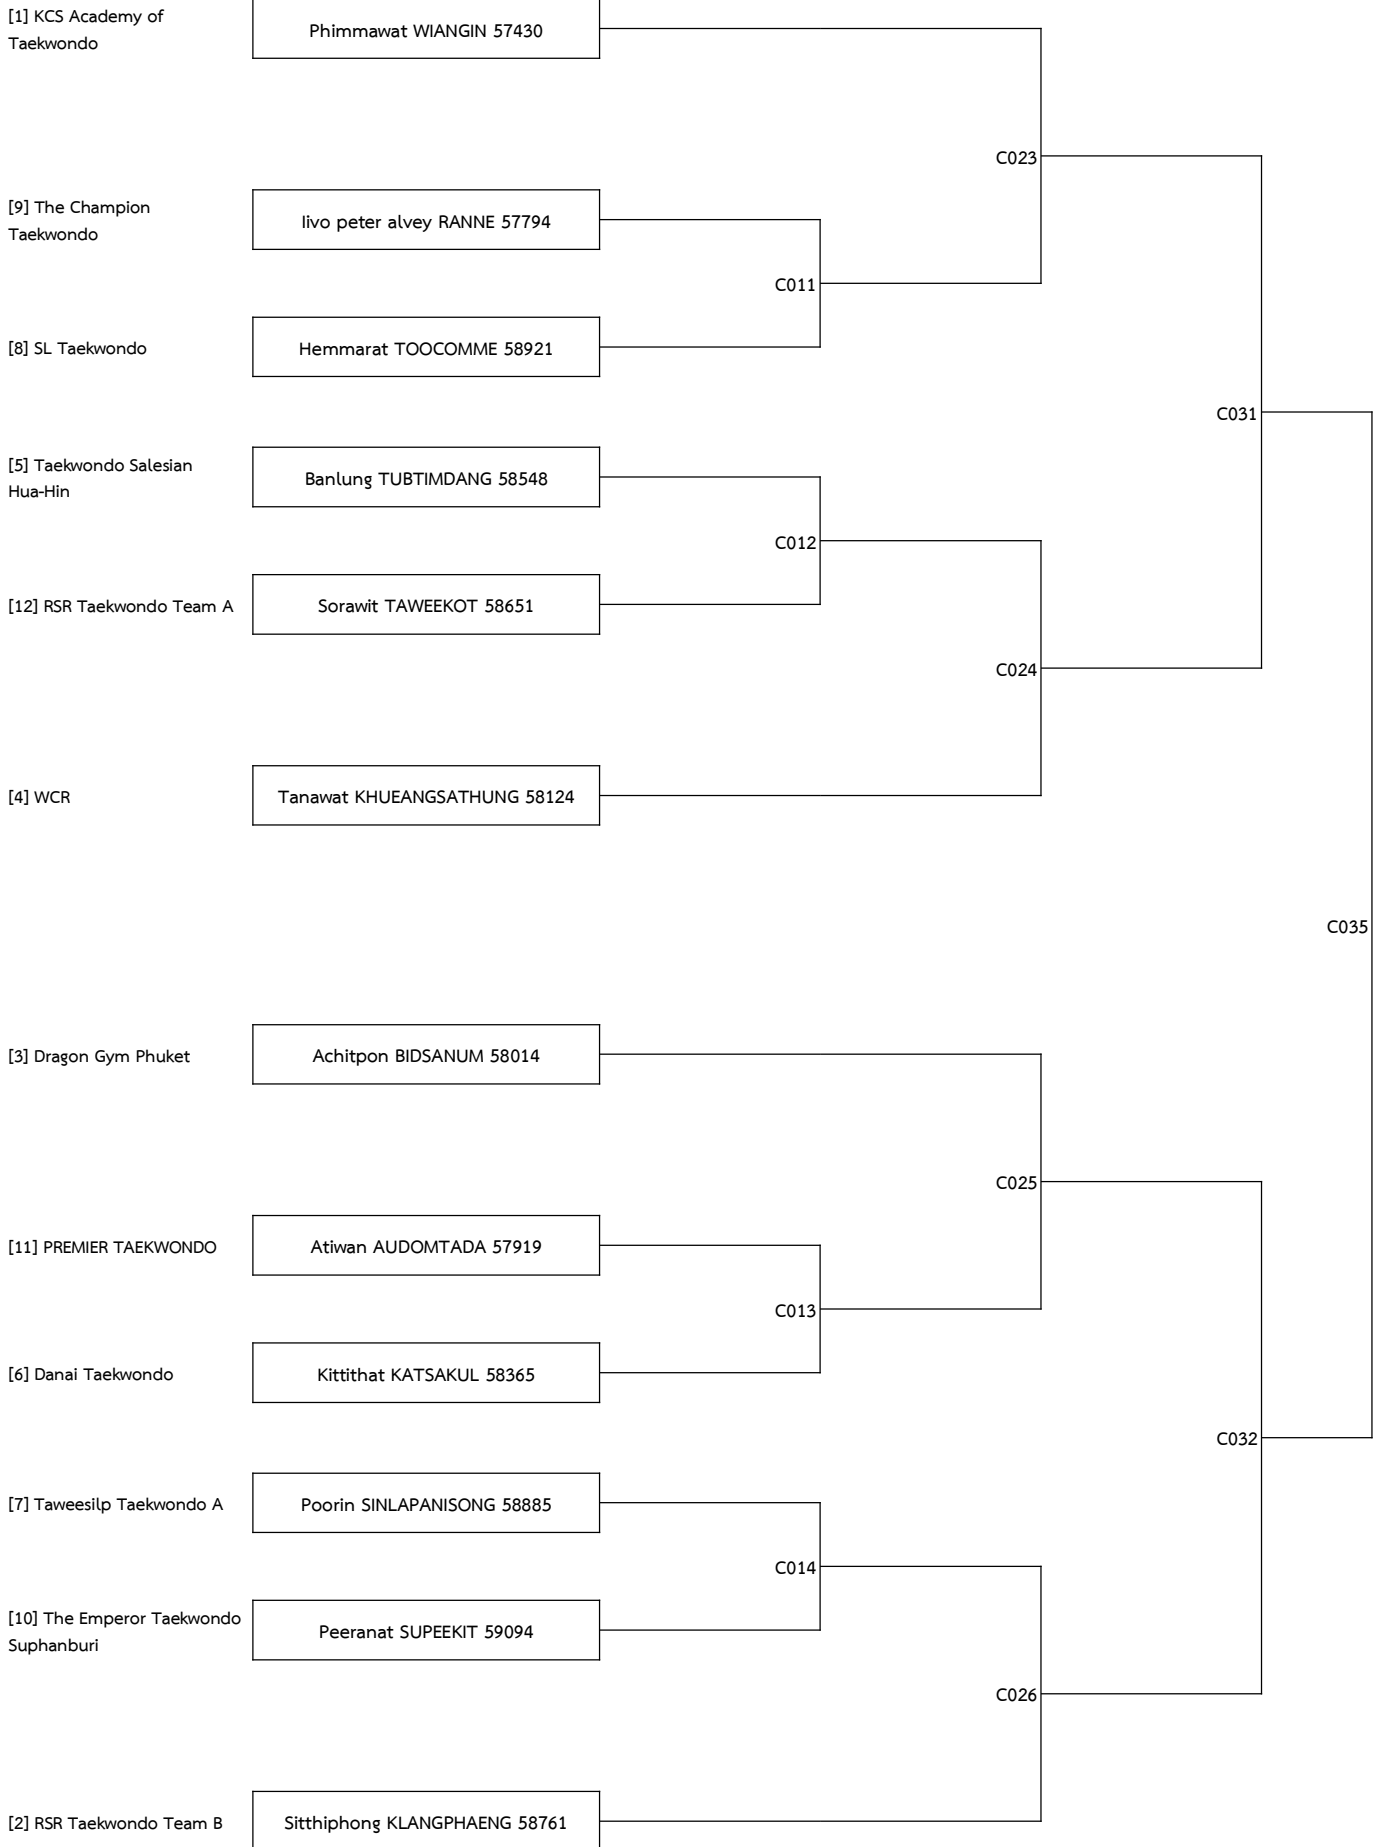 [1] KCS Academy of
Taekwondo
Phimmawat WIANGIN 57430
C023
[9] The Champion
Taekwondo
Iivo peter alvey RANNE 57794
C011
[8] SL Taekwondo
Hemmarat TOOCOMME 58921
C031
[5] Taekwondo Salesian
Hua-Hin
Banlung TUBTIMDANG 58548
C012
[12] RSR Taekwondo Team A
Sorawit TAWEEKOT 58651
C024
[4] WCR
Tanawat KHUEANGSATHUNG 58124
C035
[3] Dragon Gym Phuket
Achitpon BIDSANUM 58014
C025
[11] PREMIER TAEKWONDO
Atiwan AUDOMTADA 57919
C013
[6] Danai Taekwondo
Kittithat KATSAKUL 58365
C032
[7] Taweesilp Taekwondo A
Poorin SINLAPANISONG 58885
C014
[10] The Emperor Taekwondo
Suphanburi
Peeranat SUPEEKIT 59094
C026
[2] RSR Taekwondo Team B
Sitthiphong KLANGPHAENG 58761